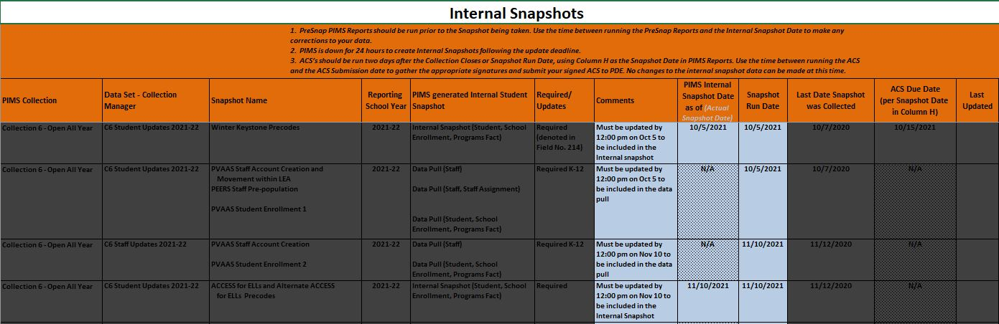 Internal Snapshots
1. PreSnap PIMS Reports should be run prior to the Snapshot being taken. Use the time between running the PreSnap Reports and the Internal Snapshot Date to make any
corrections to your data.
2. PIMS is down for 24 hours to create Internal Snapshots following the update deadline.
3. ACS's should be run two days after the Collection Closes or Snapshot Run Date, using Column H as the Snapshot Date in PIMS Reports. Use the time between running the ACS
and the ACS Submission date to gather the appropriate signatures and submit your signed ACS to PDE. No changes to the internal snapshot data can be made at this time.
PIMS Collection
Data Set - Collection
Manager
Snapshot Name
Reporting
School Year
PIMS generated Internal Student
Snapshot
Required/
Updates
Comments
PIMS Internal
Snapshot Date
as of (Actual
Snapshot Date)
Snapshot
Run Date
Last Date Snapshot
was Collected
ACS Due Date
(per Snapshot Date
in Column H)
Last
Updated
Collection 6 - Open All Year
C6 Student Updates 2021-22
Winter Keystone Precodes
2021-22
Internal Snapshot (Student, School
Enrollment, Programs Fact)
Required
(denoted in
Field No. 214)
Must be updated by
12:00 pm on Oct 5 to
be included in the
Internal snapshot
10/5/2021
10/5/2021
10/7/2020
10/15/2021
Collection 6 - Open All Year
C6 Student Updates 2021-22
PVAAS Staff Account Creation and
Movement within LEA
PEERS Staff Pre-population
PVAAS Student Enrollment 1
2021-22
Data Pull (Staff)
Data Pull (Staff, Staff Assignment)
Data Pull (Student, School
Enrollment, Programs Fact)
Required K-12
Must be updated by
12:00 pm on Oct 5 to
be included in the data
pull
N/A
10/5/2021
10/7/2020
N/A
Collection 6 - Open All Year
C6 Staff Updates 2021-22
PVAAS Staff Account Creation
PVAAS Student Enrollment 2
2021-22
Data Pull (Staff)
Data Pull (Student, School
Enrollment, Programs Fact)
Required K-12
Must be updated by
12:00 pm on Nov 10 to
be included in the data
pull
N/A
11/10/2021
11/12/2020
N/A
Collection 6 - Open All Year
C6 Student Updates 2021-22
ACCESS for ELLs and Alternate ACCESS
for ELLs Precodes
2021-22
Internal Snapshot (Student, School
Enrollment, Programs Fact)
Required
Must be updated by
12:00 pm on Nov 10 to
be included in the
Internal Snapshot
11/10/2021
11/10/2021
11/12/2020
N/A